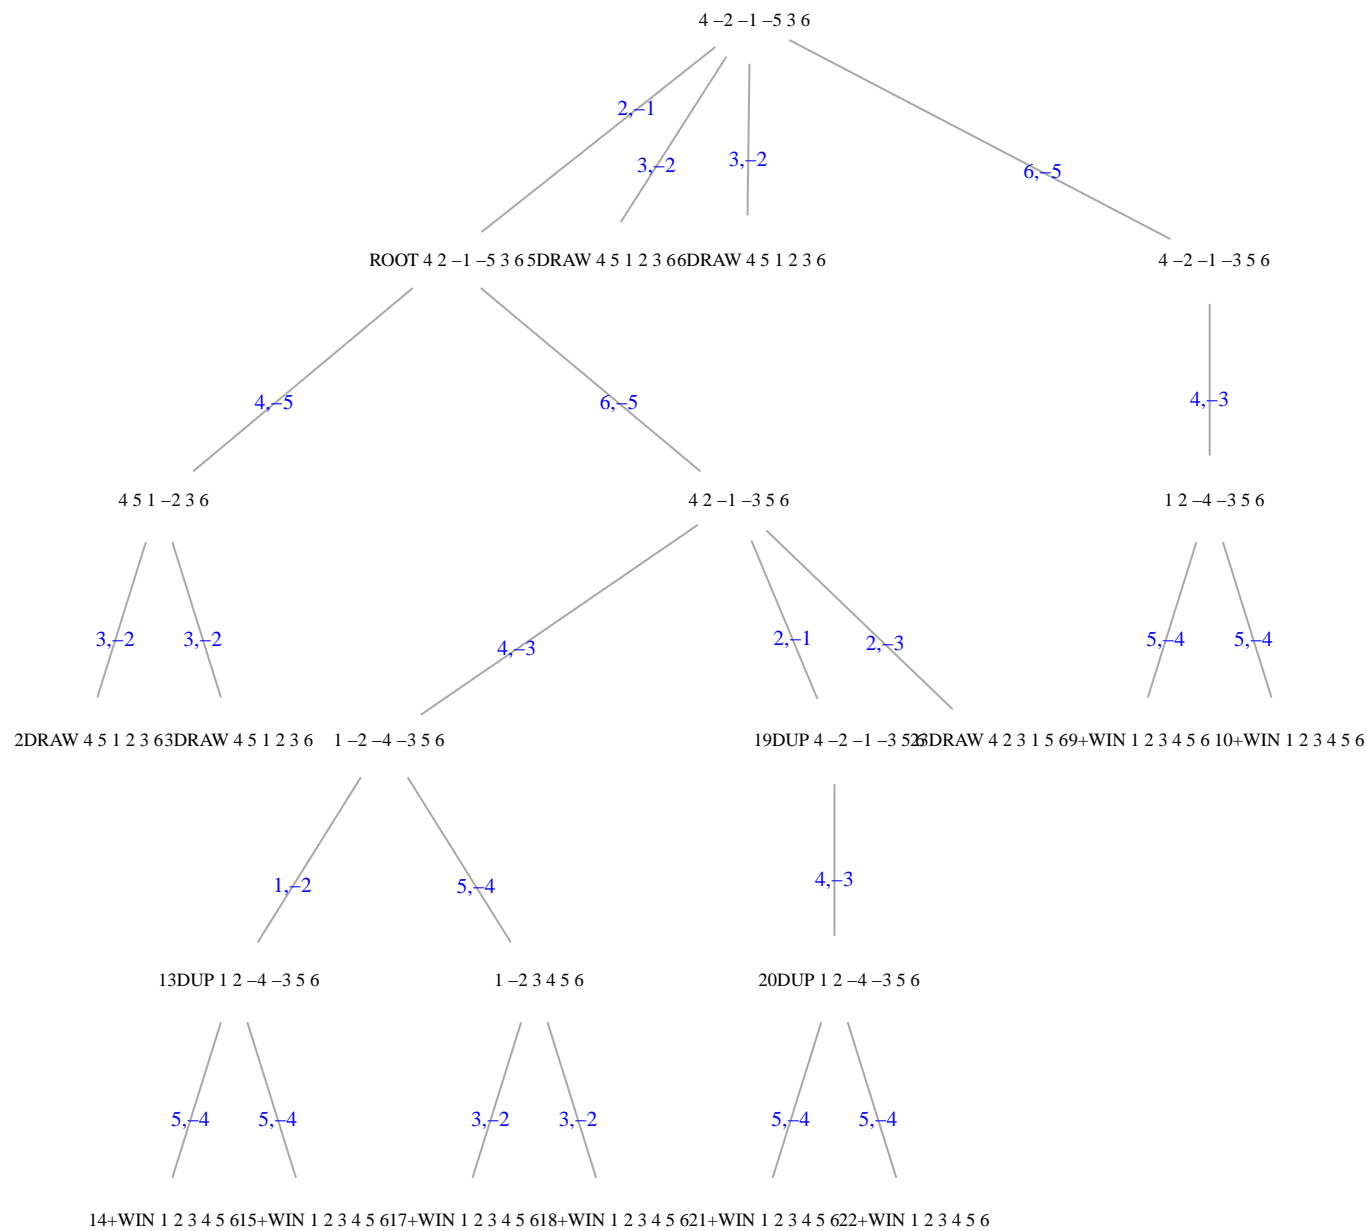 4 –2 –1 –5 3 6
2,–1
3,–2
3,–2
6,–5
ROOT 4 2 –1 –5 3 6
5DRAW 4 5 1 2 3 6
6DRAW 4 5 1 2 3 6
4 –2 –1 –3 5 6
4,–5
6,–5
4,–3
4 5 1 –2 3 6
4 2 –1 –3 5 6
1 2 –4 –3 5 6
3,–2
3,–2
4,–3
2,–1
2,–3
5,–4
5,–4
2DRAW 4 5 1 2 3 6
3DRAW 4 5 1 2 3 6
1 –2 –4 –3 5 6
19DUP 4 –2 –1 –3 5 6
23DRAW 4 2 3 1 5 6
9+WIN 1 2 3 4 5 6
10+WIN 1 2 3 4 5 6
1,–2
5,–4
4,–3
13DUP 1 2 –4 –3 5 6
1 –2 3 4 5 6
20DUP 1 2 –4 –3 5 6
5,–4
5,–4
3,–2
3,–2
5,–4
5,–4
14+WIN 1 2 3 4 5 6
15+WIN 1 2 3 4 5 6
17+WIN 1 2 3 4 5 6
18+WIN 1 2 3 4 5 6
21+WIN 1 2 3 4 5 6
22+WIN 1 2 3 4 5 6